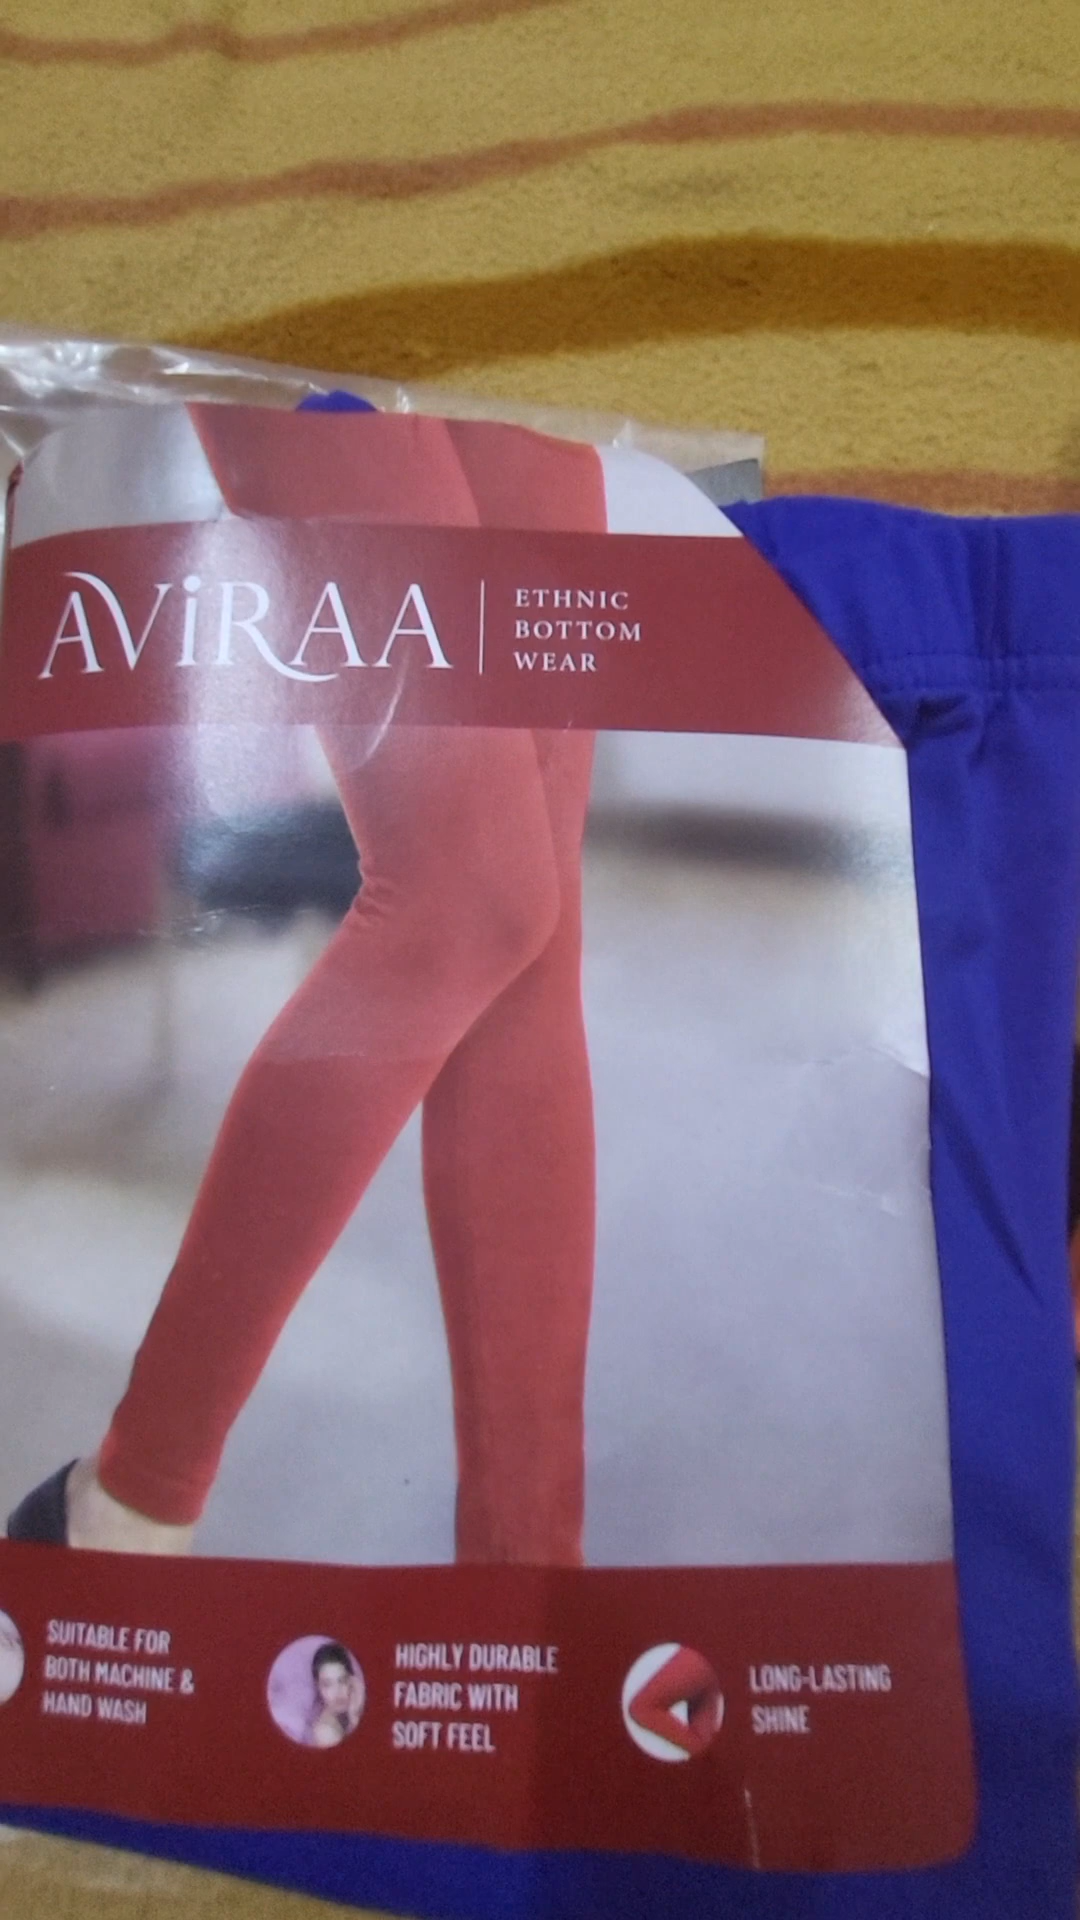 AViRAA
ETHNIC
BOTTOM
WEAR
SUITABLE FOR
BOTH MACHINE &
HAND WASH
HIGHLY DURABLE
FABRIC WITH
SOFT FEEL
LONG-LASTING
SHINE